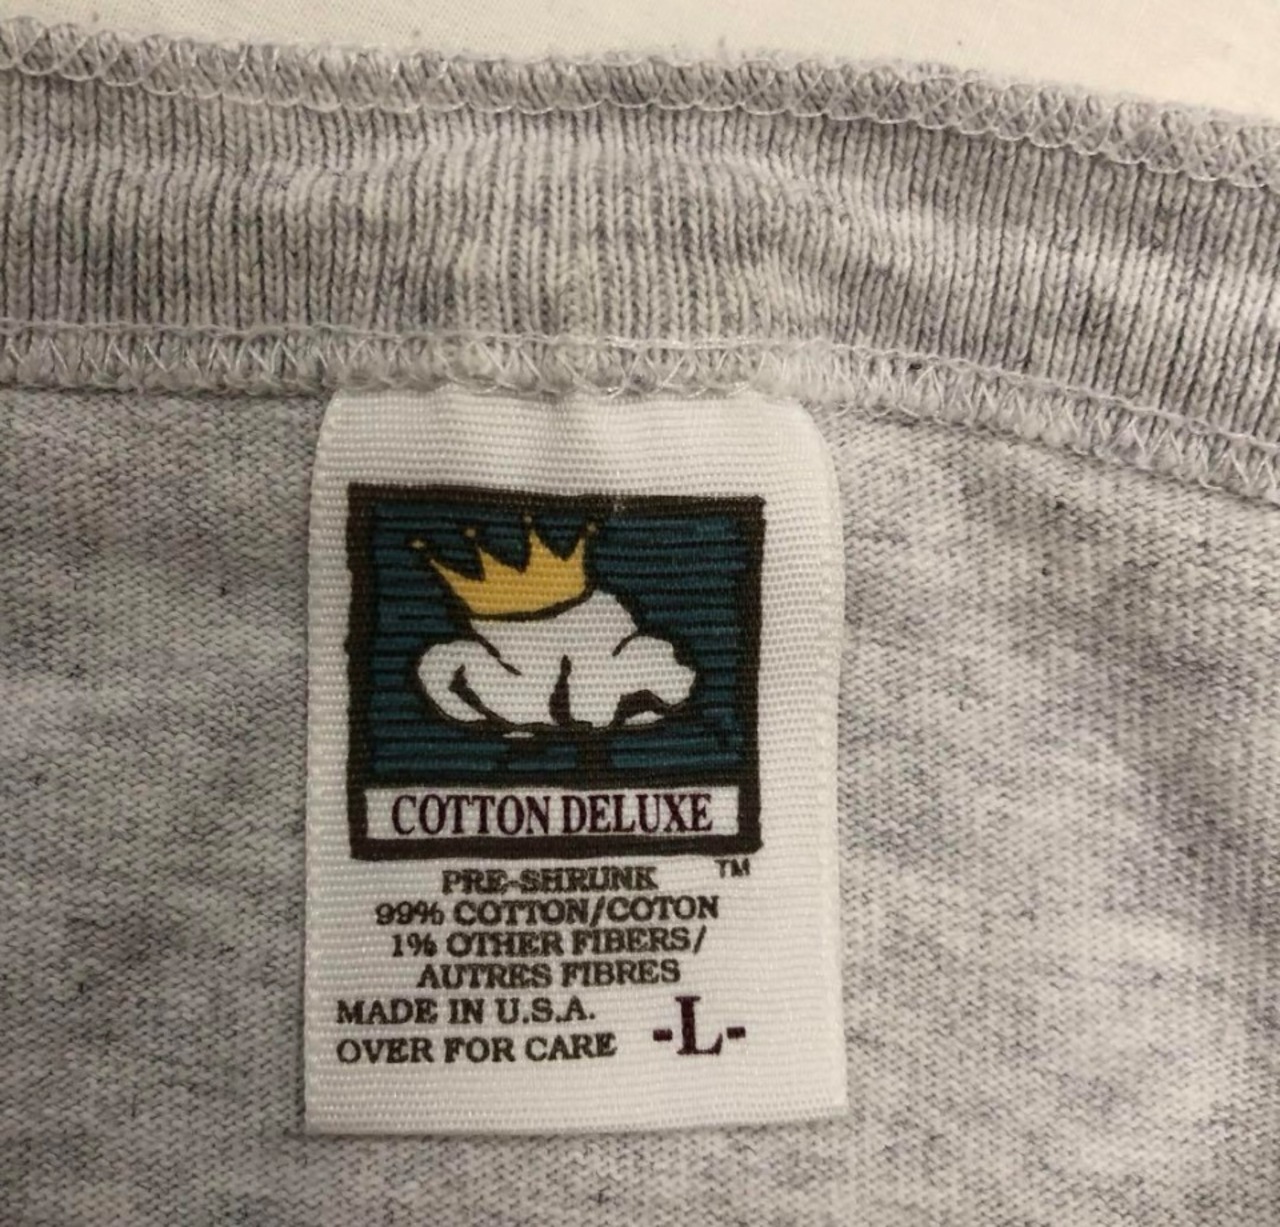 COTTON DELUXE
TM
PRE-SHRUNK
99% COTTON/COTON
1% OTHER FIBERS/
AUTRES FIBRES
MADE IN U.S.A.
OVER FOR CARE -L-